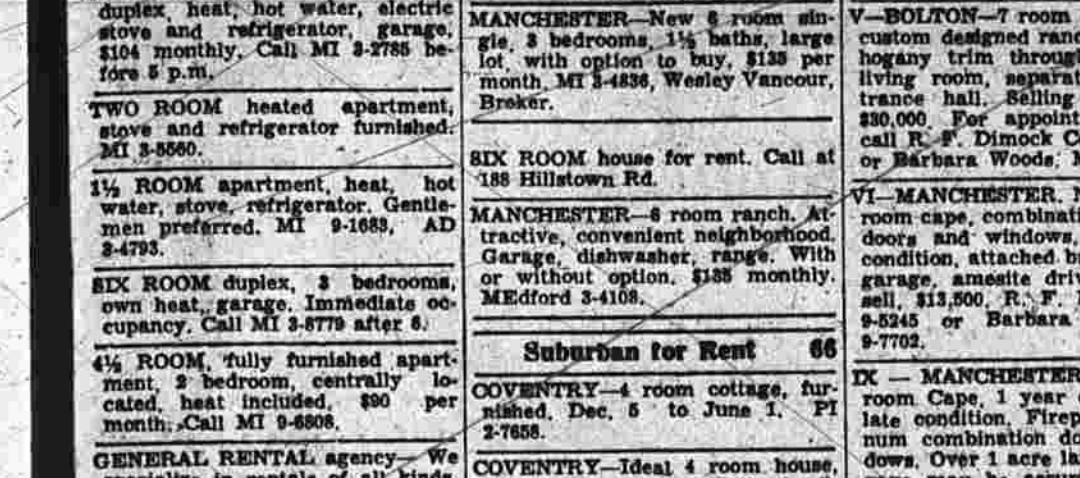 duplex, heat, hot water, electric
stove and refrigerator, garage,
$104 monthly, Call MI 3-2785 be-
fore 5 p.m.
TWO ROOM heated apartment,
stove and refrigerator furnished.
MI 3-5560.
1½ ROOM apartment, heat, hot
water, stove, refrigerator. Gentle-
men preferred. MI 9-1683, AD
3-4793.
SIX ROOM duplex, 3 bedrooms,
own heat, garage. Immediate oc-
cupancy. Call MI 3-8779 after 6.
4½ ROOM, fully furnished apart-
ment, 2 bedroom, centrally lo-
cated, heat included, $90 per
month. Call MI 9-6808.
GENERAL RENTAL agency—We
specialize in rentals of all kinds
MANCHESTER—New 6 room sin-
gle, 3 bedrooms, 1½ baths, large
lot, with option to buy, $135 per
month. MI 3-4836, Wesley Vancour,
Broker.
SIX ROOM house for rent. Call at
188 Hillstown Rd.
MANCHESTER—6 room ranch. At-
tractive, convenient neighborhood.
Garage, dishwasher, range. With
or without option. $135 monthly.
MEdford 3-4108.
Suburban for Rent 66
COVENTRY—4 room cottage, fur-
nished. Dec. 5 to June 1. PI
2-7658.
COVENTRY—Ideal 4 room house,
V—BOLTON—7 room
custom designed ranc
hogany trim through
living room, separat
trance hall. Selling
$30,000. For appoint
call R. F. Dimock C
or Barbara Woods,
VI—MANCHESTER.
room cape, combinati
doors and windows,
condition, attached b
garage, amesite driv
sell, $13,500. R. F.
9-5245 or Barbara
9-7702.
IX — MANCHESTER
room Cape, 1 year
late condition. Firep
num combination do
dows. Over 1 acre la